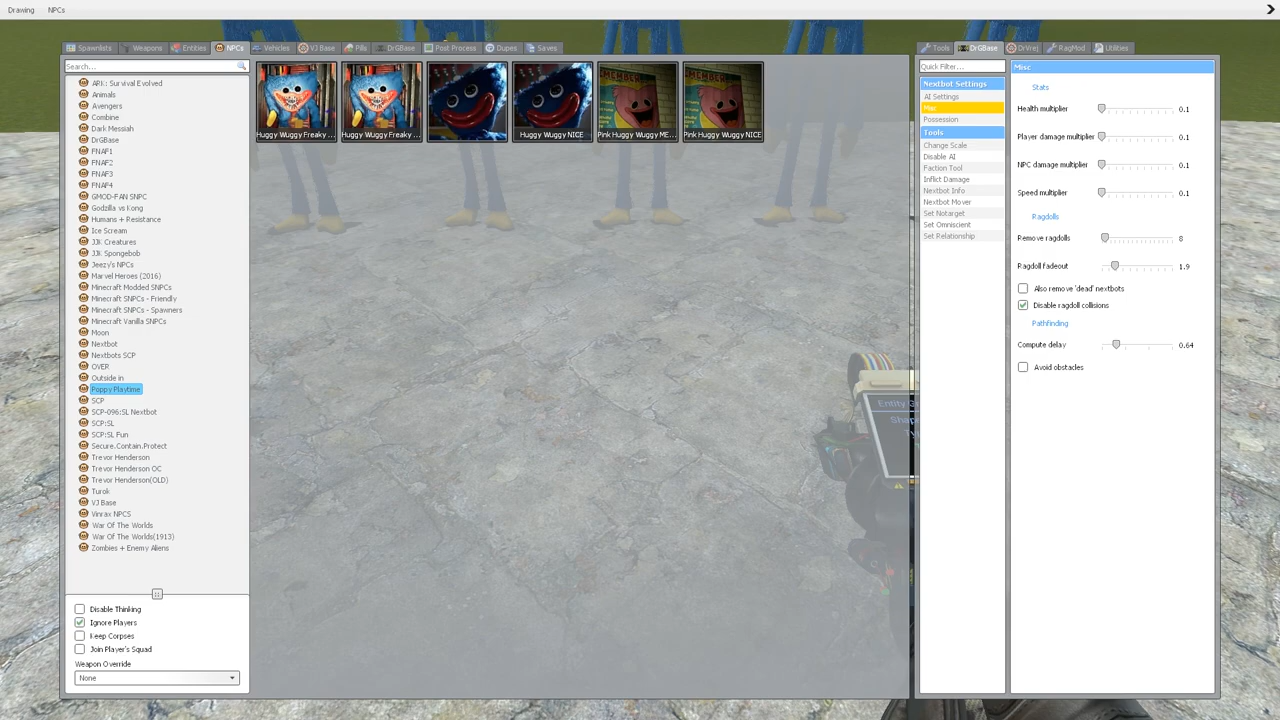 Drawing NPCs
Spawnlists Weapons Entities NPCs Vehicles VJ Base Pills DrGBase Post Process Dupes Saves
Search...
ARK: Survival Evolved
Animals
Avengers
Combine
Dark Messiah
DrGBase
FNAF1
FNAF2
FNAF3
FNAF4
GMOD-FAN SNPC
Godzilla vs Kong
Humans + Resistance
Ice Scream
JJK Creatures
JJK Spongebob
Jeezy's NPCs
Marvel Heroes (2016)
Minecraft Modded SNPCs
Minecraft SNPCs - Friendly
Minecraft SNPCs - Spawners
Minecraft Vanilla SNPCs
Moon
Nextbot
Nextbots SCP
OVER
Outside in
Poppy Playtime
SCP
SCP-096:SL Nextbot
SCP:SL
SCP:SL Fun
Secure.Contain.Protect
Trevor Henderson
Trevor Henderson OC
Trevor Henderson(OLD)
Turok
VJ Base
Vinrax NPCS
War Of The Worlds
War Of The Worlds(1913)
Zombies + Enemy Aliens
Disable Thinking
Ignore Players
Keep Corpses
Join Player's Squad
Weapon Override
None
MEMBER MEMBER
Huggy Wuggy Freaky ... Huggy Wuggy Freaky ... Huggy Wuggy NICE Pink Huggy Wuggy ME... Pink Huggy Wuggy NICE
Entity
Tools DrGBase DrVrej RagMod Utilities
Quick Filter...
Nextbot Settings
AI Settings
Misc
Possession
Tools
Change Scale
Disable AI
Faction Tool
Inflict Damage
Nextbot Info
Nextbot Mover
Set Notarget
Set Omniscient
Set Relationship
Misc
Stats
Health multiplier 0.1
Player damage multiplier 0.1
NPC damage multiplier 0.1
Speed multiplier 0.1
Ragdolls
Remove ragdolls 8
Ragdoll fadeout 1.9
Also remove 'dead' nextbots
Disable ragdoll collisions
Pathfinding
Compute delay 0.64
Avoid obstacles